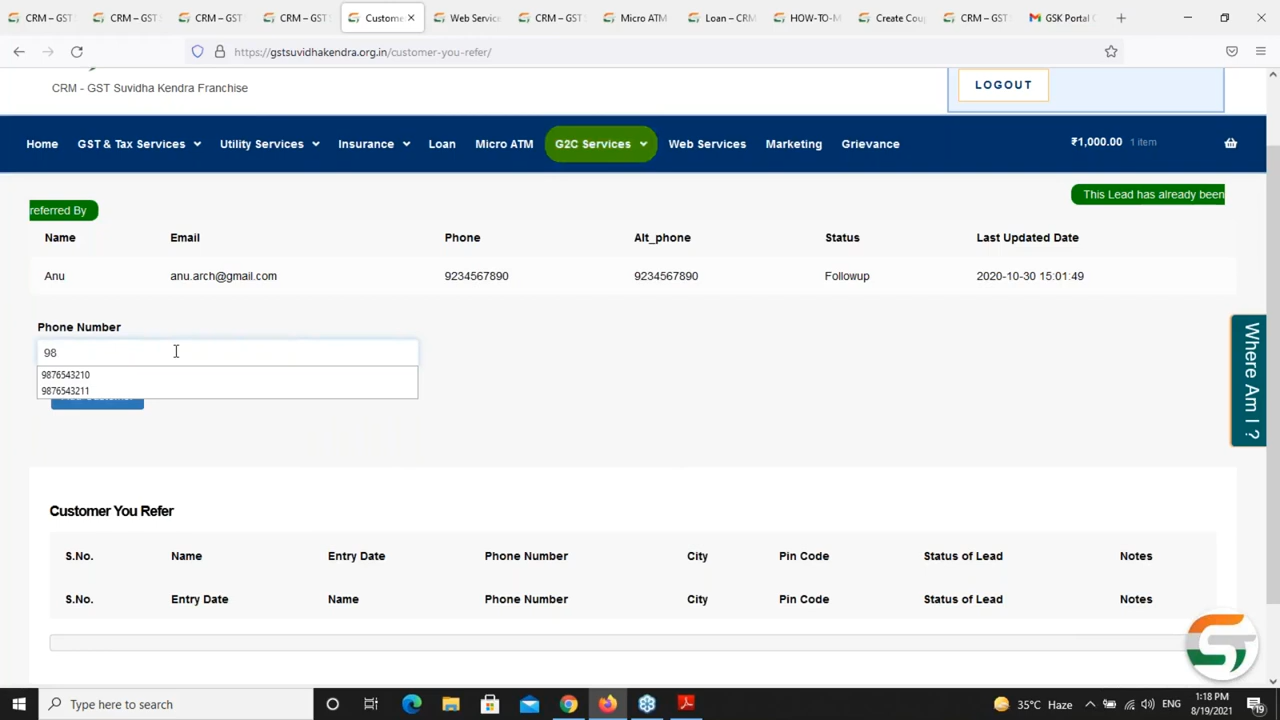 CRM – GST
CRM – GST
CRM – GST
CRM – GST
Custome
Web Service
CRM – GST
Micro ATM
Loan – CRM
HOW-TO-M
Create Cou
CRM – GST
GSK Portal
https://gstsuvidhakendra.org.in/customer-you-refer/
CRM - GST Suvidha Kendra Franchise
LOGOUT
Home GST & Tax Services Utility Services Insurance Loan Micro ATM G2C Services Web Services Marketing Grievance ₹1,000.00 1 item
This Lead has already been
referred By
Name Email Phone Alt_phone Status Last Updated Date
Anu anu.arch@gmail.com 9234567890 9234567890 Followup 2020-10-30 15:01:49
Phone Number
98
9876543210
9876543211
Where Am I ?
Customer You Refer
S.No. Name Entry Date Phone Number City Pin Code Status of Lead Notes
S.No. Entry Date Name Phone Number City Pin Code Status of Lead Notes
ST
Type here to search
35°C Haze
ENG
1:18 PM
8/19/2021
19